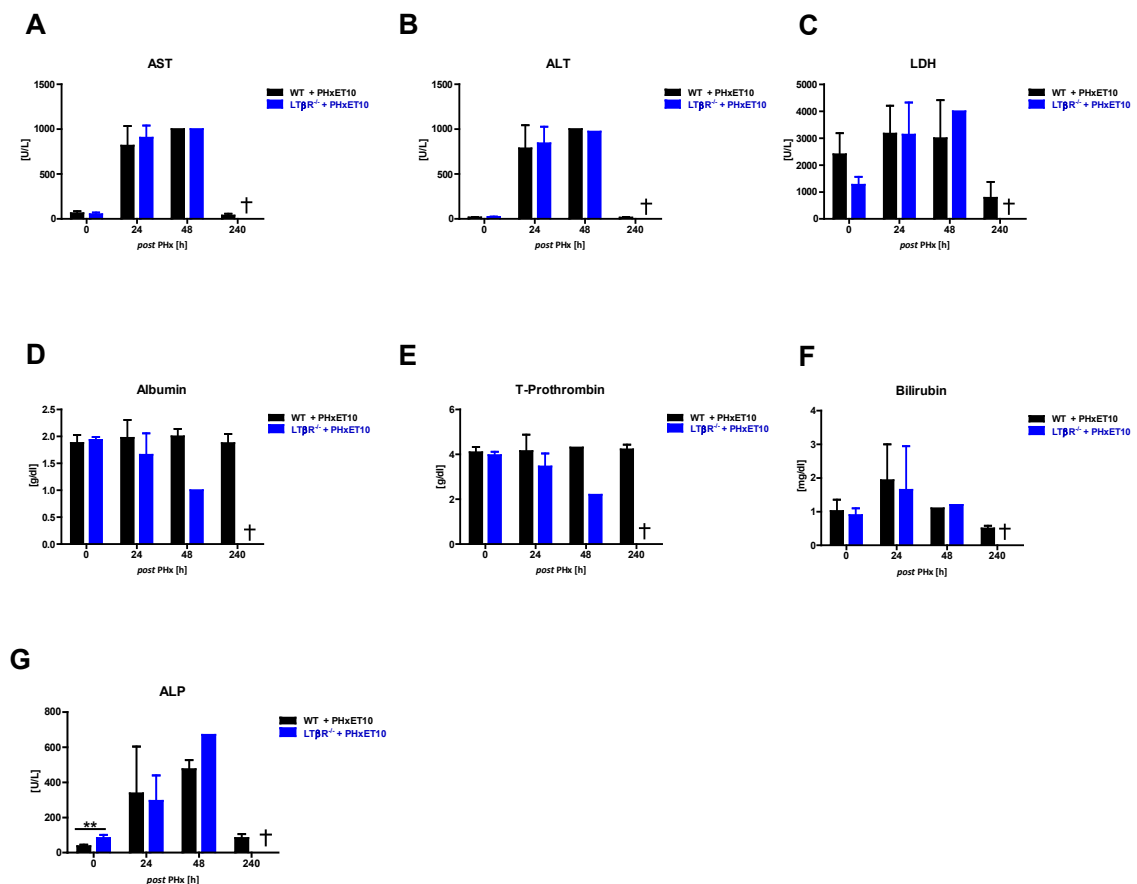 A
AST
1500
1000
500
0
[U/L]
0 24 48 240
post PHx [h]
WT + PHxET10
LTβR-/- + PHxET10
†
B
ALT
1500
1000
500
0
[U/L]
0 24 48 240
post PHx [h]
WT + PHxET10
LTβR-/- + PHxET10
†
C
LDH
5000
4000
3000
2000
1000
0
[U/L]
0 24 48 240
post PHx [h]
WT + PHxET10
LTβR-/- + PHxET10
†
D
Albumin
2.5
2.0
1.5
1.0
0.5
0.0
[g/dl]
0 24 48 240
post PHx [h]
WT + PHxET10
LTβR-/- + PHxET10
†
E
T-Prothrombin
6
4
2
0
[g/dl]
0 24 48 240
post PHx [h]
WT + PHxET10
LTβR-/- + PHxET10
†
F
Bilirubin
4
3
2
1
0
[mg/dl]
0 24 48 240
post PHx [h]
WT + PHxET10
LTβR-/- + PHxET10
†
G
ALP
800
600
400
200
0
[U/L]
**
0 24 48 240
post PHx [h]
WT + PHxET10
LTβR-/- + PHxET10
†